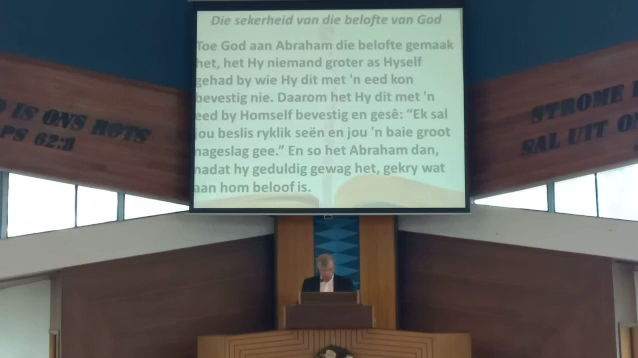 Die sekerheid van die belofte van God
Toe God aan Abraham die belofte gemaak
het, het Hy niemand groter as Hyself
gehad by wie Hy dit met 'n eed kon
bevestig nie. Daarom het Hy dit met 'n
eed by Homself bevestig en gesê: “Ek sal
jou beslis ryklik seën en jou 'n baie groot
nageslag gee.” En so het Abraham dan,
nadat hy geduldig gewag het, gekry wat
aan hom beloof is.
IS ONS ROTS
PS 62:8
STROME
SAL UIT